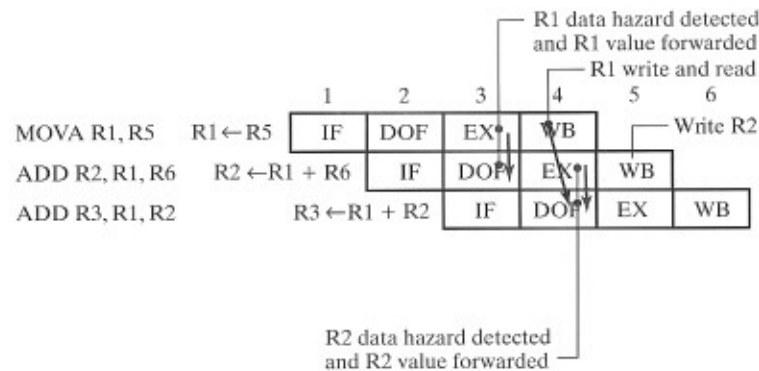 R1 data hazard detected
and R1 value forwarded
R1 write and read
1 2 3 4 5 6
MOVA R1, R5 R1←R5 IF DOF EX WB Write R2
ADD R2, R1, R6 R2 ←R1 + R6 IF DOF EX WB
ADD R3, R1, R2 R3 ←R1 + R2 IF DOF EX WB
R2 data hazard detected
and R2 value forwarded